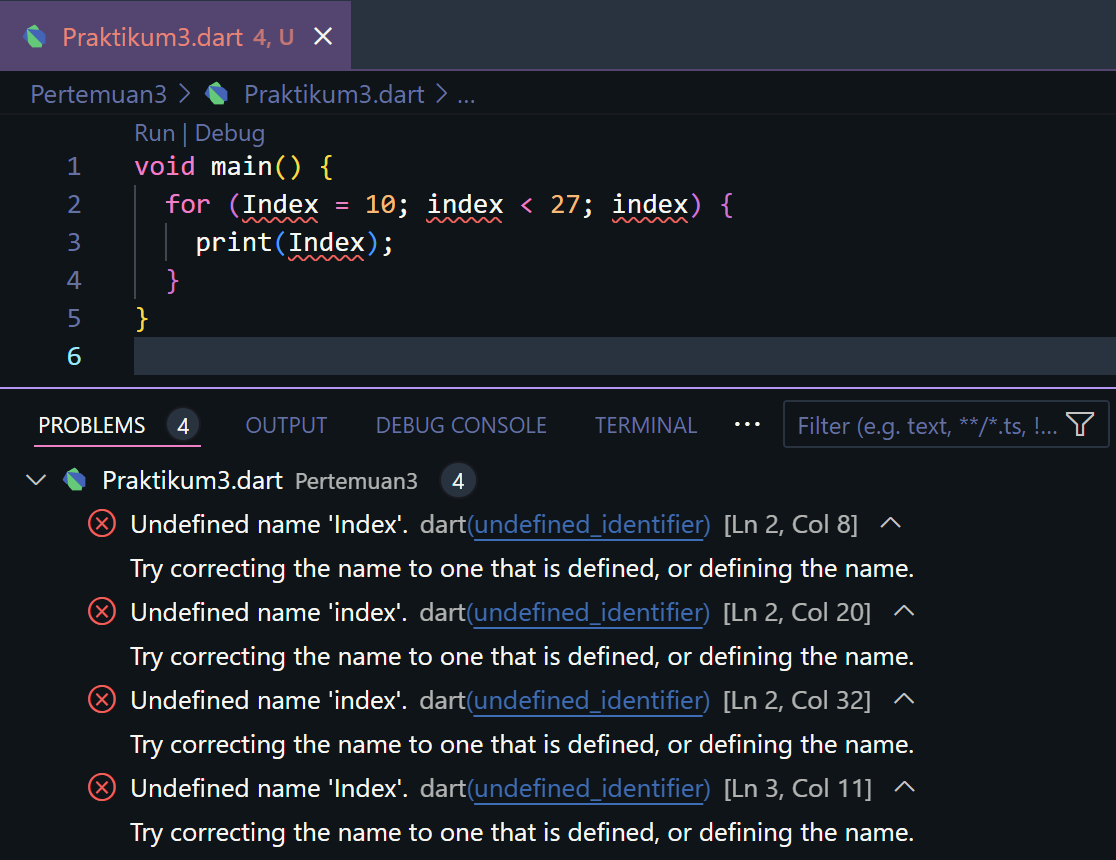 Praktikum3.dart 4, U
Pertemuan3 > Praktikum3.dart > ...
Run | Debug
1 void main() {
2 for (Index = 10; index < 27; index) {
3 print(Index);
4 }
5 }
6
PROBLEMS 4 OUTPUT DEBUG CONSOLE TERMINAL ... Filter (e.g. text, **/*.ts, !...
Praktikum3.dart Pertemuan3 4
Undefined name 'Index'. dart(undefined_identifier) [Ln 2, Col 8]
Try correcting the name to one that is defined, or defining the name.
Undefined name 'index'. dart(undefined_identifier) [Ln 2, Col 20]
Try correcting the name to one that is defined, or defining the name.
Undefined name 'index'. dart(undefined_identifier) [Ln 2, Col 32]
Try correcting the name to one that is defined, or defining the name.
Undefined name 'Index'. dart(undefined_identifier) [Ln 3, Col 11]
Try correcting the name to one that is defined, or defining the name.